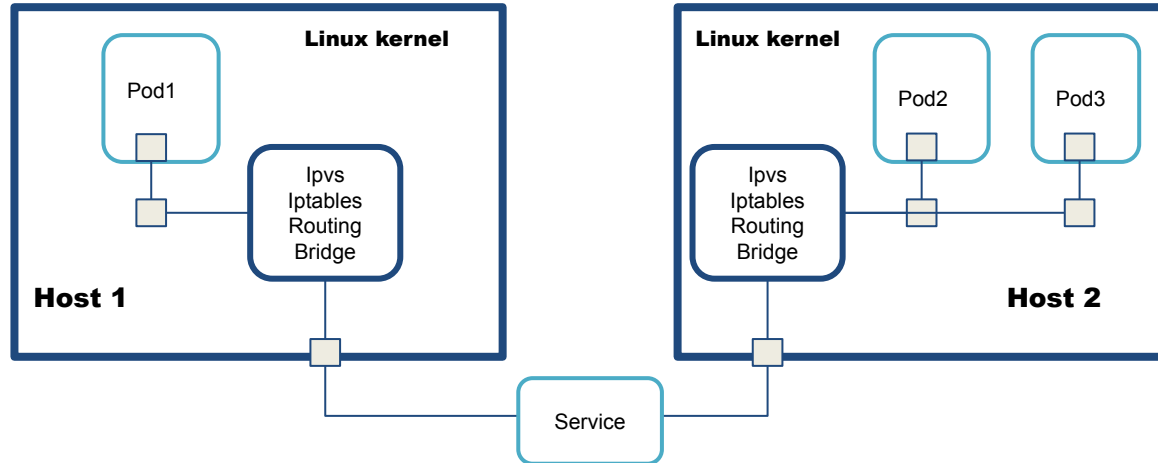 Linux kernel
Pod1
Ipvs
Iptables
Routing
Bridge
Host 1
Linux kernel
Pod2
Pod3
Ipvs
Iptables
Routing
Bridge
Host 2
Service